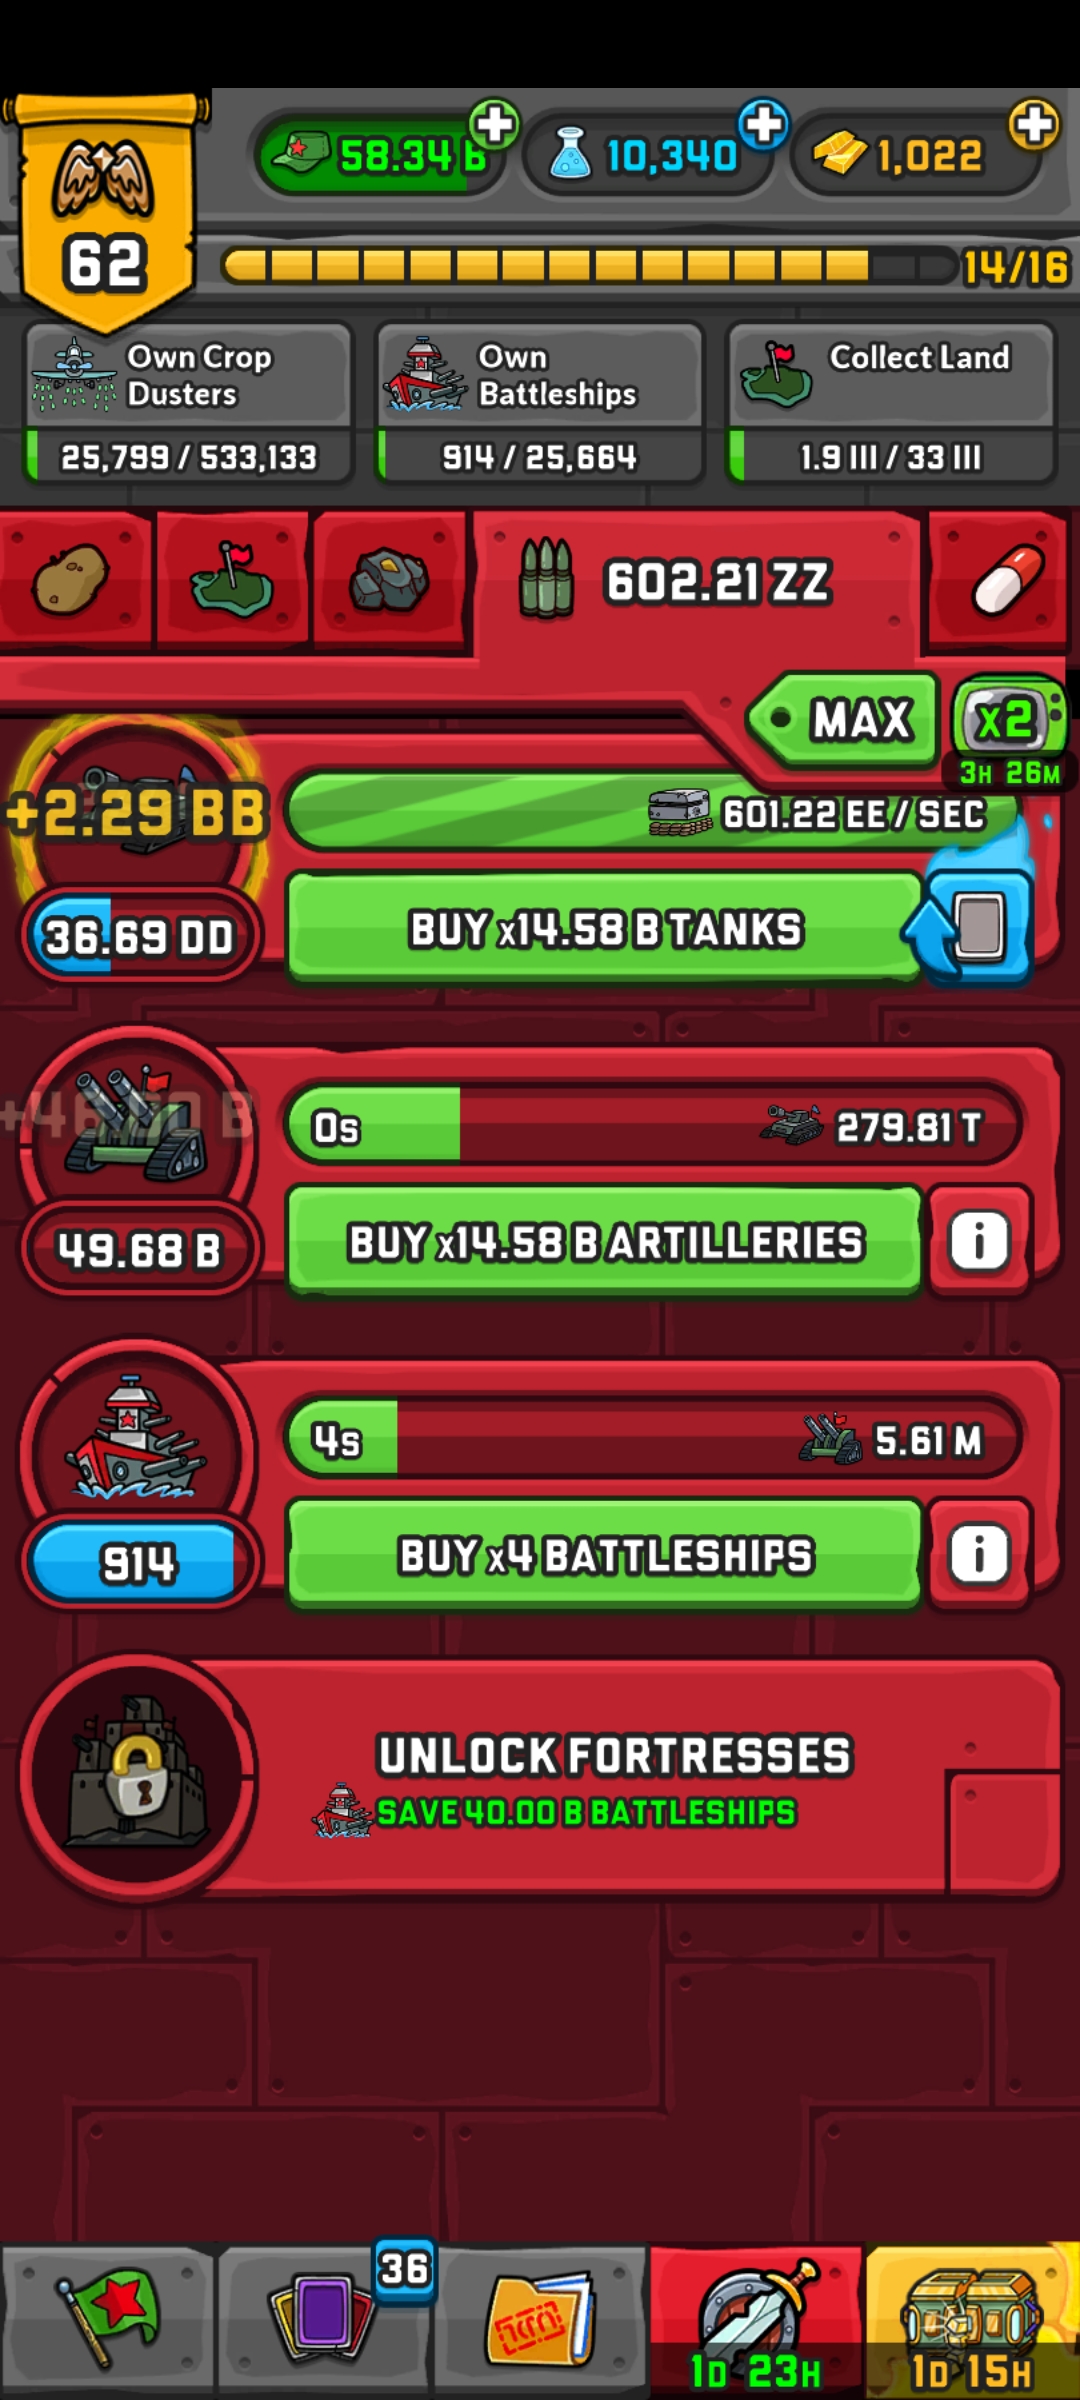 62
58.34 B
10,340
1,022
14/16
Own Crop Dusters
25,799 / 533,133
Own Battleships
914 / 25,664
Collect Land
1.9 III / 33 III
602.21 ZZ
MAX
x2
3H 26M
+2.29 BB
601.22 EE / SEC
36.69 DD
BUY x14.58 B TANKS
0s
279.81 T
49.68 B
BUY x14.58 B ARTILLERIES
i
4s
5.61 M
914
BUY x4 BATTLESHIPS
i
UNLOCK FORTRESSES
SAVE 40.00 B BATTLESHIPS
36
1D 23H
1D 15H